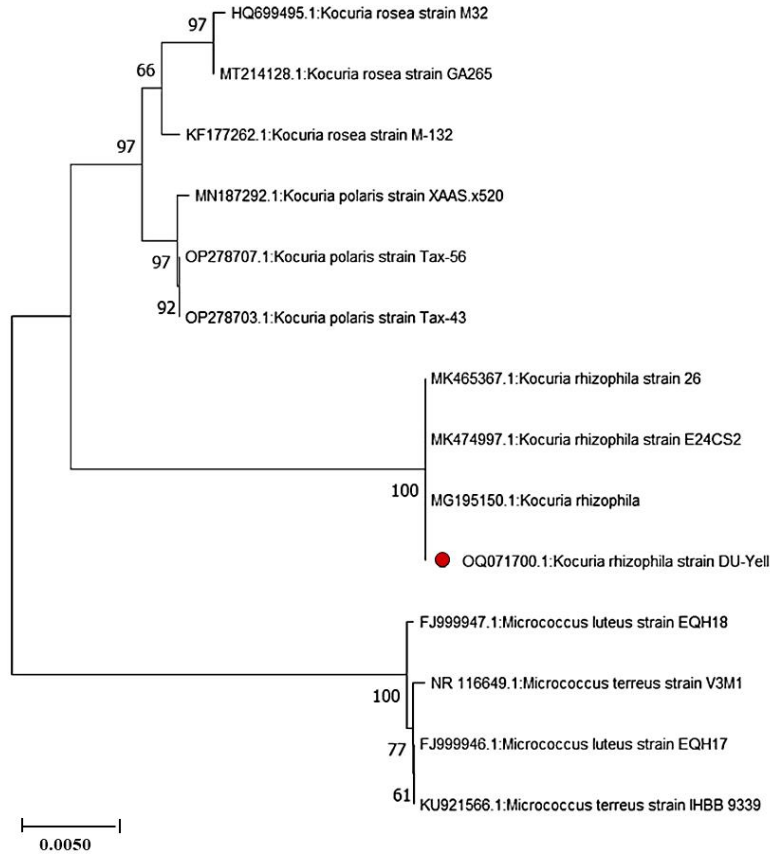 97
HQ699495.1:Kocuria rosea strain M32
66
MT214128.1:Kocuria rosea strain GA265
97
KF177262.1:Kocuria rosea strain M-132
MN187292.1:Kocuria polaris strain XAAS.x520
97
OP278707.1:Kocuria polaris strain Tax-56
92
OP278703.1:Kocuria polaris strain Tax-43
MK465367.1:Kocuria rhizophila strain 26
MK474997.1:Kocuria rhizophila strain E24CS2
100
MG195150.1:Kocuria rhizophila
OQ071700.1:Kocuria rhizophila strain DU-Yell
FJ999947.1:Micrococcus luteus strain EQH18
100
NR 116649.1:Micrococcus terreus strain V3M1
77
FJ999946.1:Micrococcus luteus strain EQH17
61
KU921566.1:Micrococcus terreus strain IHBB 9339
0.0050